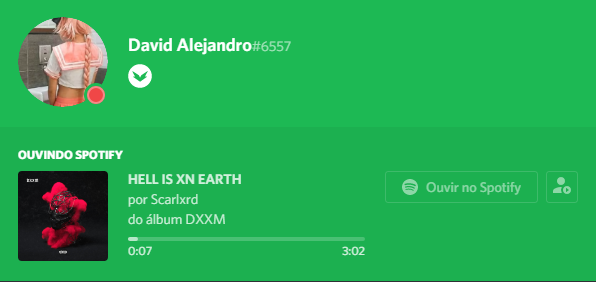 David Alejandro#6557
OUVINDO SPOTIFY
DXXM
HELL IS XN EARTH
por Scarlxrd
do álbum DXXM
0:07 3:02
Ouvir no Spotify